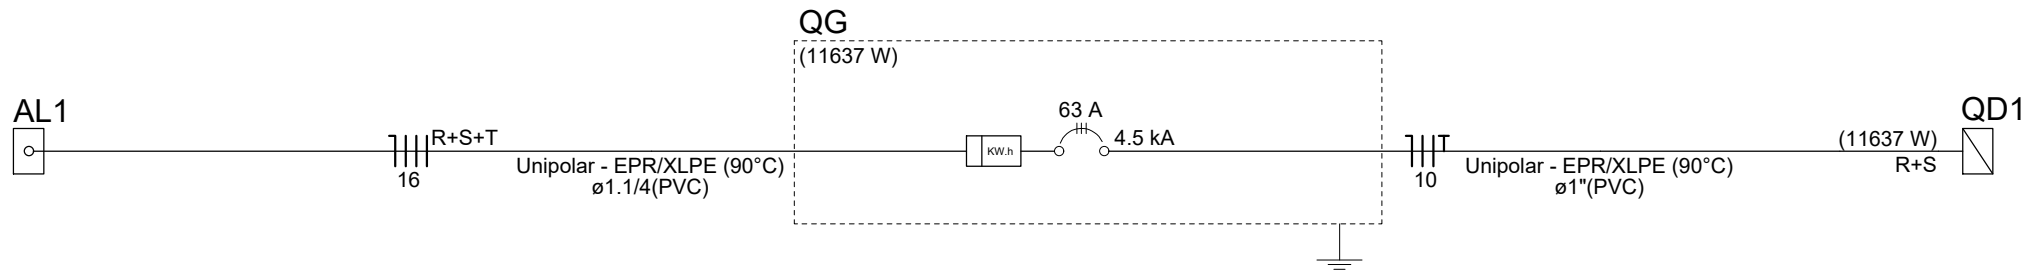 QG
(11637 W)
AL1
R+S+T
16
Unipolar - EPR/XLPE (90°C)
ø1.1/4(PVC)
KW.h
63 A
4.5 kA
10
Unipolar - EPR/XLPE (90°C)
ø1"(PVC)
(11637 W)
R+S
QD1